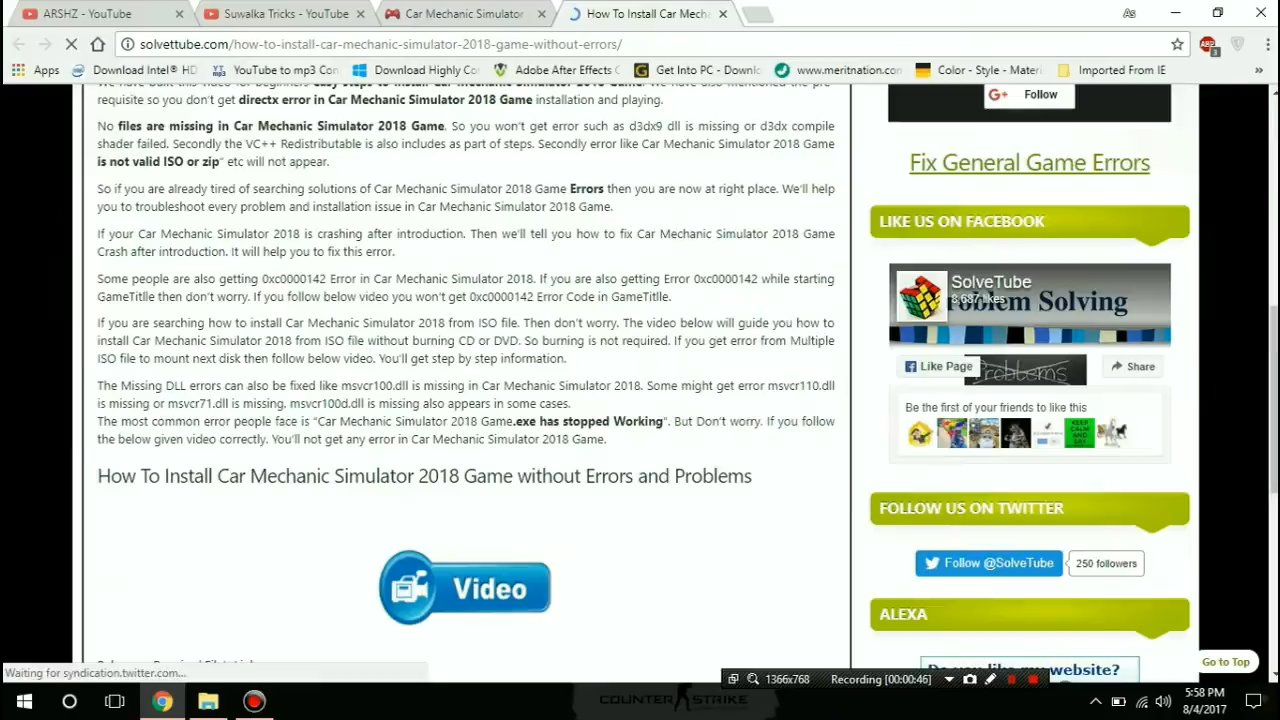 ARSHZ - YouTube
Suwalka Tricks - YouTube
Car Mechanic Simulator
How To Install Car Mech
As
solvettube.com/how-to-install-car-mechanic-simulator-2018-game-without-errors/
ABP
3
Apps
Download Intel® HD
YouTube to mp3 Con
Download Highly Co
Adobe After Effects C
Get Into PC - Downlo
www.meritnation.con
Color - Style - Mater
Imported From IE
»
requisite so you don't get directx error in Car Mechanic Simulator 2018 Game installation and playing.
No files are missing in Car Mechanic Simulator 2018 Game. So you won't get error such as d3dx9 dll is missing or d3dx compile
shader failed. Secondly the VC++ Redistributable is also includes as part of steps. Secondly error like Car Mechanic Simulator 2018 Game
is not valid ISO or zip" etc will not appear.
So if you are already tired of searching solutions of Car Mechanic Simulator 2018 Game Errors then you are now at right place. We'll help
you to troubleshoot every problem and installation issue in Car Mechanic Simulator 2018 Game.
If your Car Mechanic Simulator 2018 is crashing after introduction. Then we'll tell you how to fix Car Mechanic Simulator 2018 Game
Crash after introduction. It will help you to fix this error.
Some people are also getting 0xc0000142 Error in Car Mechanic Simulator 2018. If you are also getting Error 0xc0000142 while starting
GameTitlle then don't worry. If you follow below video you won't get 0xc0000142 Error Code in GameTitlle.
If you are searching how to install Car Mechanic Simulator 2018 from ISO file. Then don't worry. The video below will guide you how to
install Car Mechanic Simulator 2018 from ISO file without burning CD or DVD. So burning is not required. If you get error from Multiple
ISO file to mount next disk then follow below video. You'll get step by step information.
The Missing DLL errors can also be fixed like msvcr100.dll is missing in Car Mechanic Simulator 2018. Some might get error msvcr110.dll
is missing or msvcr71.dll is missing. msvcr100d.dll is missing also appears in some cases.
The most common error people face is "Car Mechanic Simulator 2018 Game.exe has stopped Working". But Don't worry. If you follow
the below given video correctly. You'll not get any error in Car Mechanic Simulator 2018 Game.
How To Install Car Mechanic Simulator 2018 Game without Errors and Problems
Video
G+ Follow
Fix General Game Errors
LIKE US ON FACEBOOK
SolveTube
8,687 likes
Problem Solving
Like Page
Problems
Share
Be the first of your friends to like this
KEEP CALM AND SAY
FOLLOW US ON TWITTER
Follow @SolveTube
250 followers
ALEXA
Do you like my website?
Go to Top
Waiting for syndication.twitter.com...
1366x768
Recording [00:00:46]
COUNTER STRIKE
5:58 PM
8/4/2017